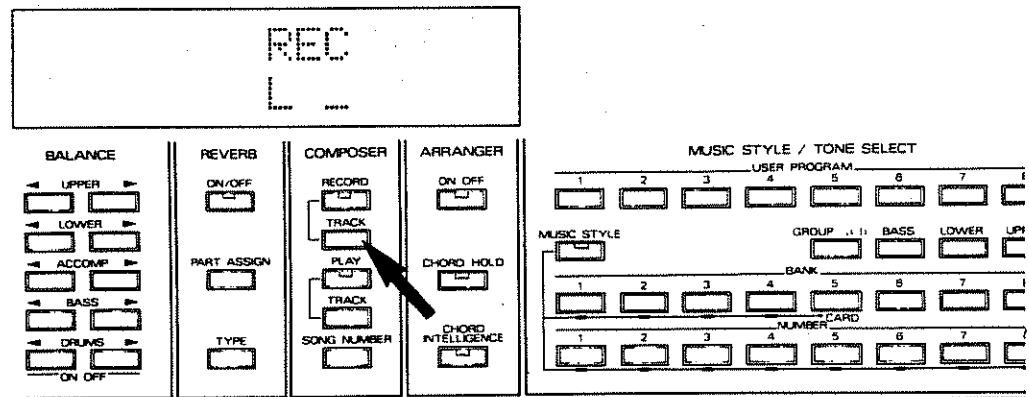 REC
L _
BALANCE
◄ UPPER ►
◄ LOWER ►
◄ ACCOMP ►
◄ BASS ►
◄ DRUMS ►
ON OFF
REVERB
ON/OFF
PART ASSIGN
TYPE
COMPOSER
RECORD
TRACK
PLAY
TRACK
SONG NUMBER
ARRANGER
ON OFF
CHORD HOLD
CHORD
INTELLIGENCE
MUSIC STYLE / TONE SELECT
USER PROGRAM
1 2 3 4 5 6 7
MUSIC STYLE GROUP BASS LOWER UPP
BANK
1 2 3 4 5 6 7
CARD
NUMBER
1 2 3 4 5 6 7